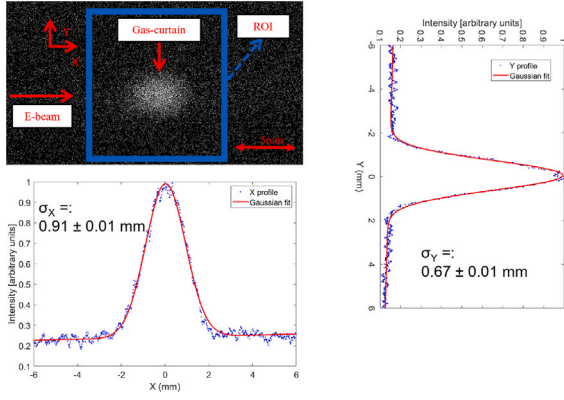 Y
X
Gas-curtain
ROI
E-beam
5mm
Intensity [arbitrary units]
0.1 0.2 0.3 0.4 0.5 0.6 0.7 0.8 0.9 1
Y profile
Gaussian fit
Y (mm)
-6
-4
-2
0
2
4
6
σY =:
0.67 ± 0.01 mm
Intensity [arbitrary units]
1
0.9
0.8
0.7
0.6
0.5
0.4
0.3
0.2
0.1
σX =:
0.91 ± 0.01 mm
X profile
Gaussian fit
-6 -4 -2 0 2 4 6
X (mm)